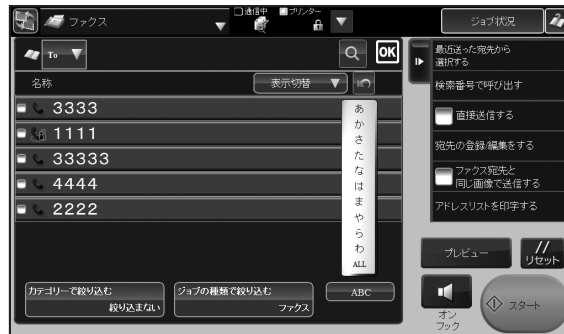 ファクス
通信中
プリンター
ジョブ状況
To
OK
名称
表示切替
3333
1111
33333
4444
2222
あ
か
さ
た
な
は
ま
や
ら
わ
ALL
カテゴリーで絞り込む
絞り込まない
ジョブの種類で絞り込む
ファクス
ABC
最近送った宛先から
選択する
検索番号で呼び出す
直接送信する
宛先の登録/編集をする
ファクス宛先と
同じ画像で送信する
アドレスリストを印字する
プレビュー
リセット
オン
フック
スタート